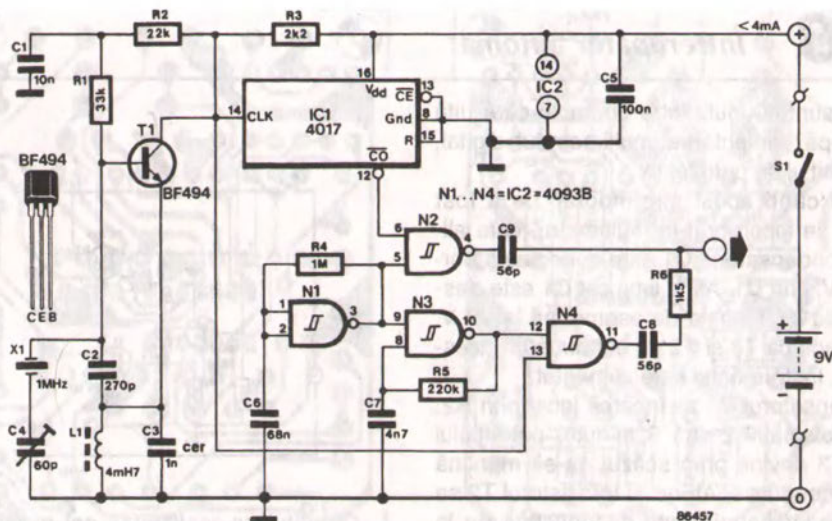 R2
22k
R3
2k2
<4mA
+
C1
10n
R1
33k
16
Vdd
CE
13
14
CLK
IC1
4017
Gnd
8
R
15
CO
12
14
IC2
7
C5
100n
S1
T1
BF494
BF494
N1...N4 = IC2 = 4093B
C E B
N2
6
5
4
C9
56p
R4
1M
N1
1
2
3
R6
1k5
N3
9
8
10
N4
12
13
11
C8
56p
R5
220k
+
9V
X1
1MHz
C2
270p
C4
60p
L1
4mH7
C3
1n
cer
C6
68n
C7
4n7
0
86457